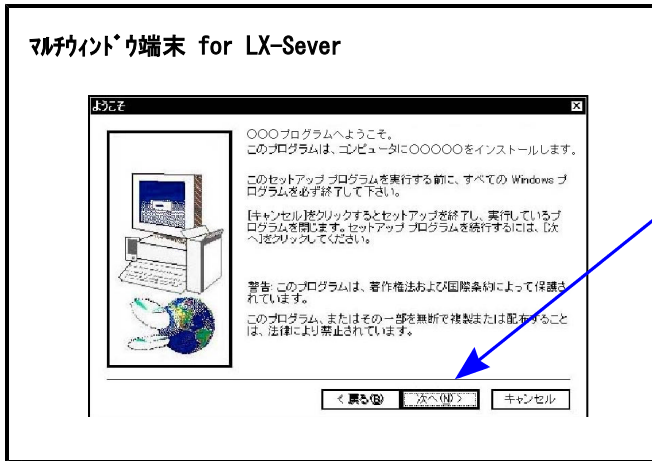 ﾏﾙﾁｳｨﾝﾄﾞｳ端末 for LX-Sever
ようこそ
○○○プログラムへようこそ。
このプログラムは、コンピュータに○○○○○をインストールします。
このセットアップ プログラムを実行する前に、すべての Windows プ
ログラムを必ず終了して下さい。
[キャンセル]をクリックするとセットアップを終了し、実行しているプ
ログラムを閉じます。セットアップ プログラムを続行するには、[次
へ]をクリックしてください。
警告: このプログラムは、著作権法および国際条約によって保護さ
れています。
このプログラム、またはその一部を無断で複製または配布すること
は、法律により禁止されています。
< 戻る(B) 次へ(N) > キャンセル